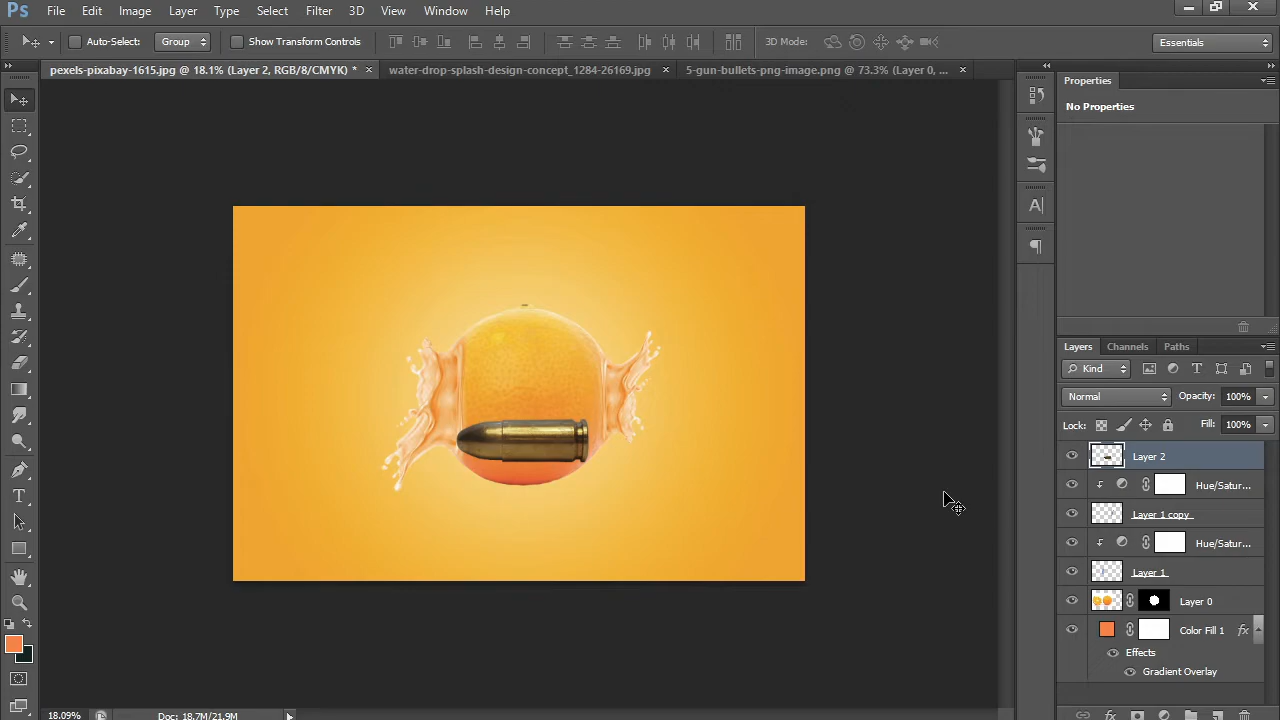 Ps File Edit Image Layer Type Select Filter 3D View Window Help
Auto-Select: Group Show Transform Controls 3D Mode: Essentials
pexels-pixabay-1615.jpg @ 18.1% (Layer 2, RGB/8/CMYK) * water-drop-splash-design-concept_1284-26169.jpg 5-gun-bullets-png-image.png @ 73.3% (Layer 0, ...
Properties
No Properties
Layers Channels Paths
Kind
Normal Opacity: 100%
Lock: Fill: 100%
Layer 2
Hue/Satur...
Layer 1 copy
Hue/Satur...
Layer 1
Layer 0
Color Fill 1 fx
Effects
Gradient Overlay
18.09% Doc: 18.7M/21.9M